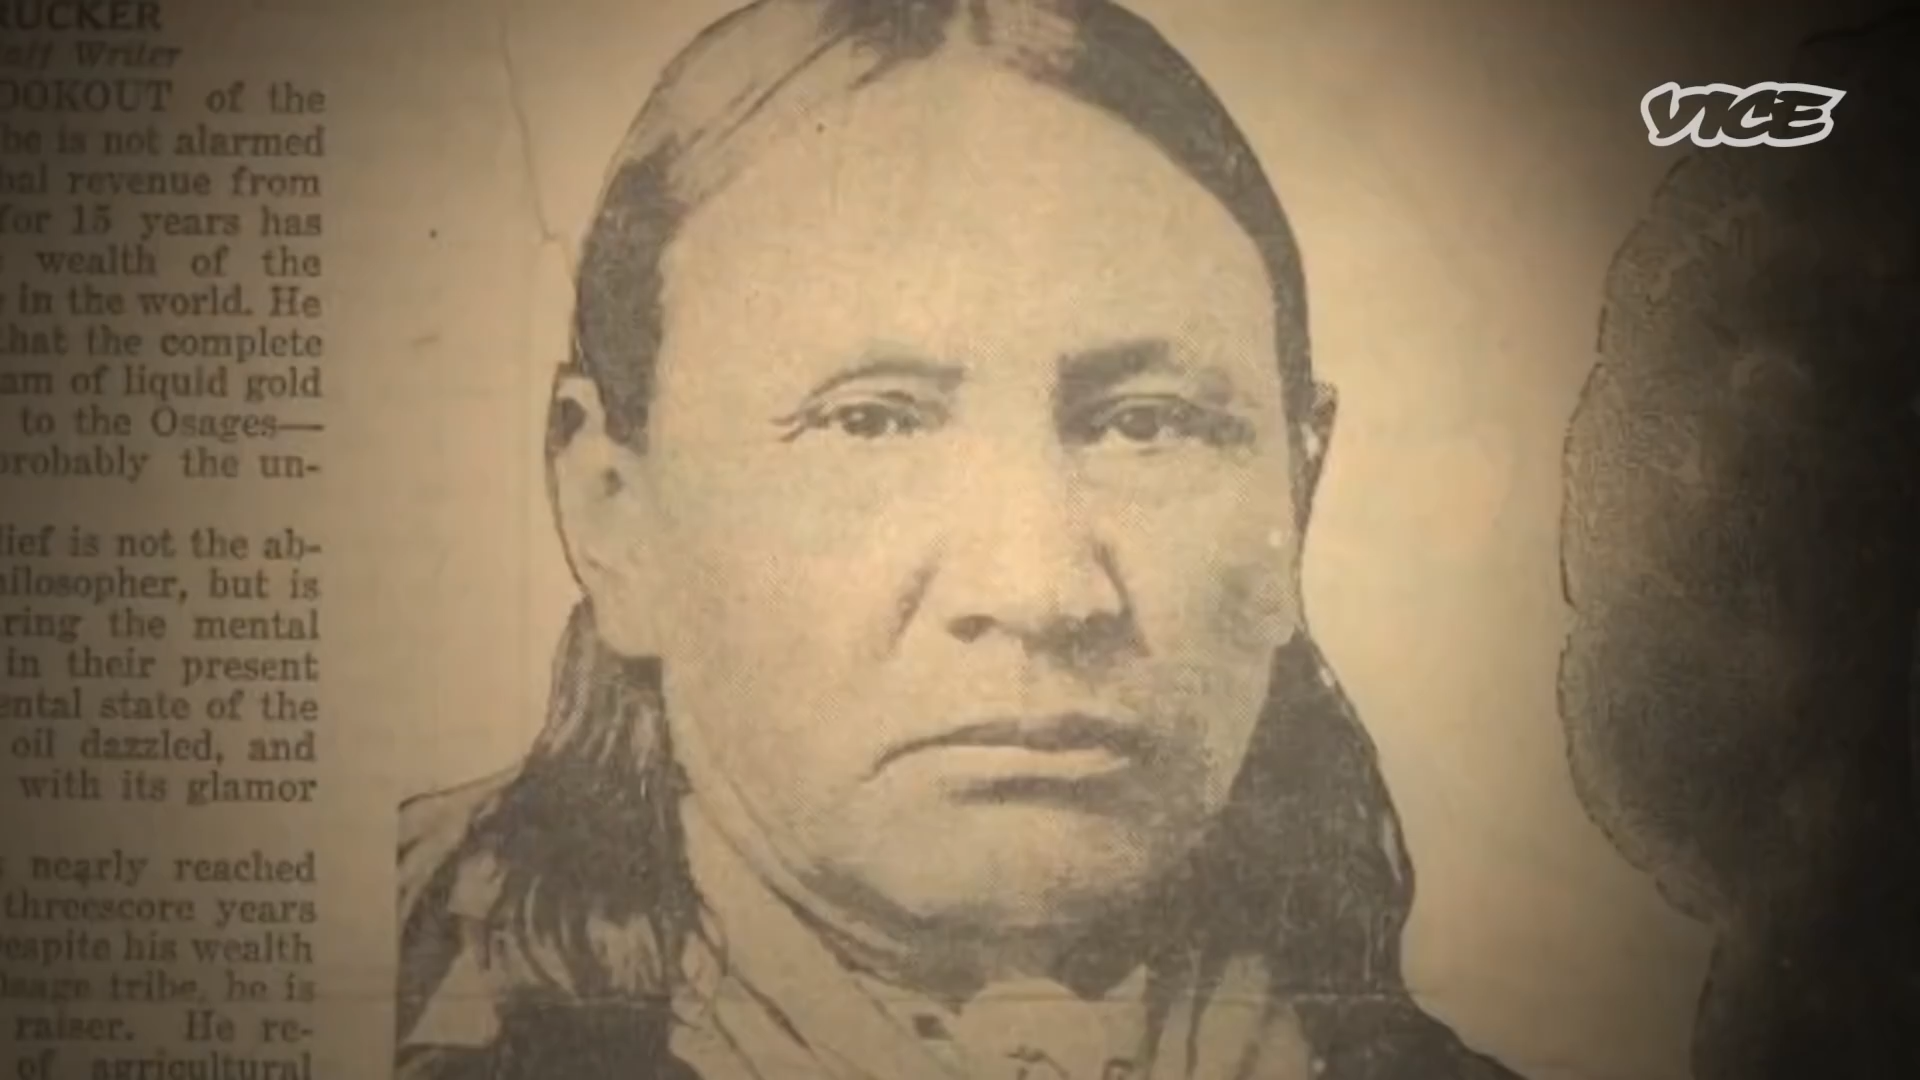 RUCKER
aff Writer
OOKOUT of the
be is not alarmed
bal revenue from
for 15 years has
wealth of the
in the world. He
that the complete
am of liquid gold
to the Osages—
probably the un-
lief is not the ab-
hilosopher, but is
ring the mental
in their present
ental state of the
oil dazzled, and
with its glamor
s nearly reached
threescore years
Despite his wealth
Osage tribe, he is
raiser. He re-
of agricultural
VICE